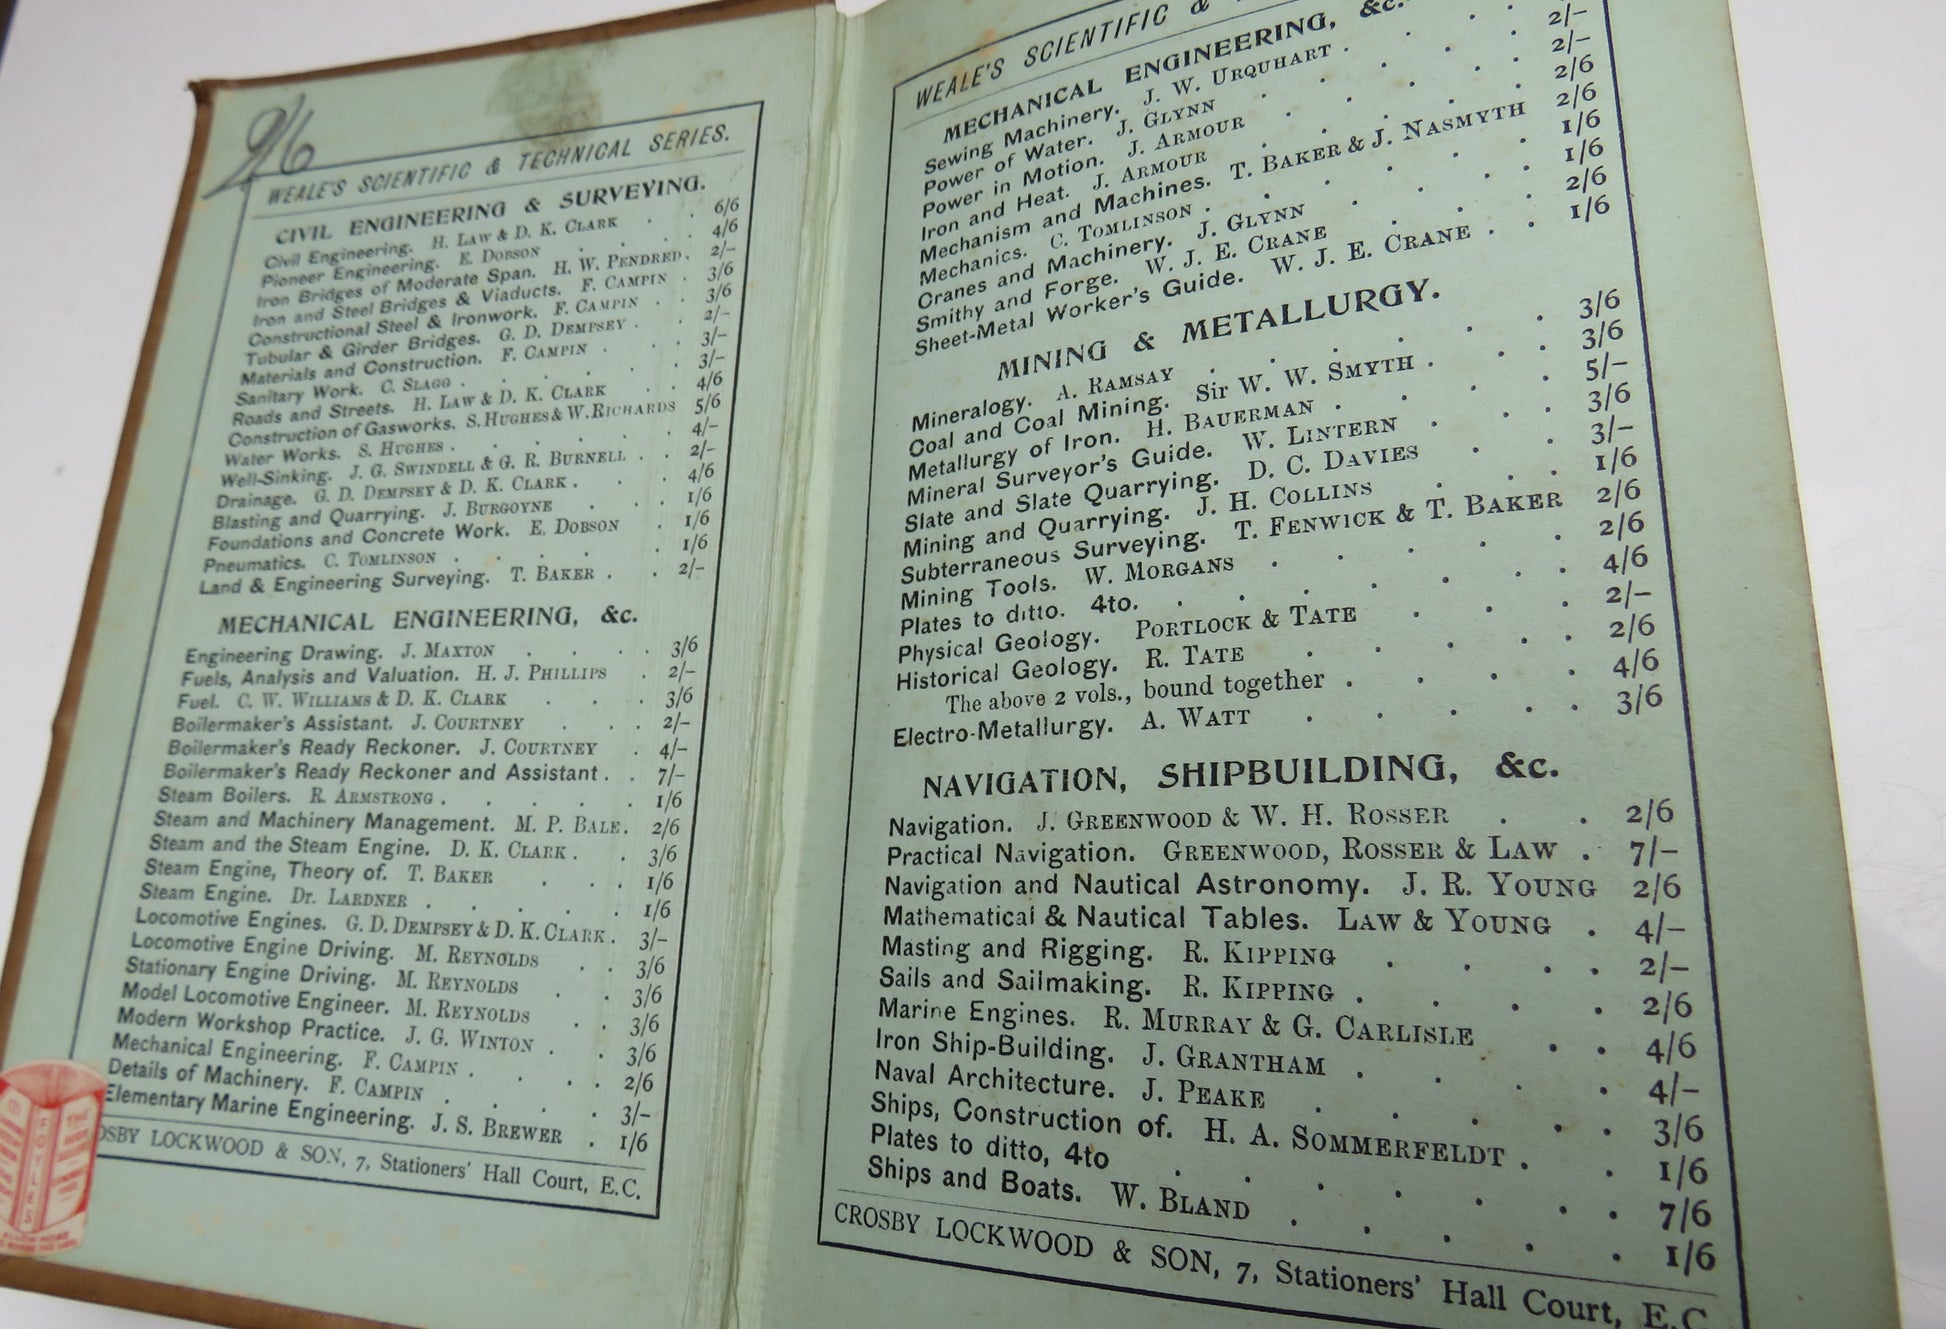 2/6
WEALE'S SCIENTIFIC & TECHNICAL SERIES.
CIVIL ENGINEERING & SURVEYING.
Civil Engineering. H. LAW & D. K. CLARK . . 6/6
Pioneer Engineering. E. DOBSON . . . . 4/6
Iron Bridges of Moderate Span. H. W. PENDRED. 2/-
Iron and Steel Bridges & Viaducts. F. CAMPIN . 3/6
Constructional Steel & Ironwork. F. CAMPIN . . 3/6
Tubular & Girder Bridges. G. D. DEMPSEY . . 2/-
Materials and Construction. F. CAMPIN . . . 3/-
Sanitary Work. C. SLAGG . . . . . . 3/-
Roads and Streets. H. LAW & D. K. CLARK . . 4/6
Construction of Gasworks. S. HUGHES & W. RICHARDS 5/6
Water Works. S. HUGHES . . . . . . 4/-
Well-Sinking. J. G. SWINDELL & G. R. BURNELL . . 2/-
Drainage. G. D. DEMPSEY & D. K. CLARK . . . 4/6
Blasting and Quarrying. J. BURGOYNE . . . 1/6
Foundations and Concrete Work. E. DOBSON . 1/6
Pneumatics. C. TOMLINSON . . . . . 1/6
Land & Engineering Surveying. T. BAKER . . 2/-
MECHANICAL ENGINEERING, &c.
Engineering Drawing. J. MAXTON . . . . 3/6
Fuels, Analysis and Valuation. H. J. PHILLIPS . 2/-
Fuel. C. W. WILLIAMS & D. K. CLARK . . . 3/6
Boilermaker's Assistant. J. COURTNEY . . . 2/-
Boilermaker's Ready Reckoner. J. COURTNEY . 4/-
Boilermaker's Ready Reckoner and Assistant . . 7/-
Steam Boilers. R. ARMSTRONG . . . . . 1/6
Steam and Machinery Management. M. P. BALE. 2/6
Steam and the Steam Engine. D. K. CLARK . . 3/6
Steam Engine, Theory of. T. BAKER . . . 1/6
Steam Engine. Dr. LARDNER . . . . . 1/6
Locomotive Engines. G. D. DEMPSEY & D. K. CLARK . 3/-
Locomotive Engine Driving. M. REYNOLDS . . 3/6
Stationary Engine Driving. M. REYNOLDS . . 3/6
Model Locomotive Engineer. M. REYNOLDS . . 3/6
Modern Workshop Practice. J. G. WINTON . . 3/6
Mechanical Engineering. F. CAMPIN . . . . 2/6
Details of Machinery. F. CAMPIN . . . . 3/-
Elementary Marine Engineering. J. S. BREWER . 1/6
OSBY LOCKWOOD & SON, 7, Stationers' Hall Court, E.C.
FOYLES
WEALE'S SCIENTIFIC &
MECHANICAL ENGINEERING, &c.
Sewing Machinery. J. W. URQUHART . . . 2/-
Power of Water. J. GLYNN . . . . 2/-
Power in Motion. J. ARMOUR . . . . 2/6
Iron and Heat. J. ARMOUR . . . . 2/6
Mechanism and Machines. T. BAKER & J. NASMYTH 1/6
Mechanics. C. TOMLINSON . . . . . 1/6
Cranes and Machinery. J. GLYNN . . .
Smithy and Forge. W. J. E. CRANE . . . 2/6
Sheet-Metal Worker's Guide. W. J. E. CRANE . . 1/6
MINING & METALLURGY.
Mineralogy. A. RAMSAY . . . . . 3/6
Coal and Coal Mining. Sir W. W. SMYTH . . . 3/6
Metallurgy of Iron. H. BAUERMAN . . . . 5/-
Mineral Surveyor's Guide. W. LINTERN . . . 3/6
Slate and Slate Quarrying. D. C. DAVIES . . 3/-
Mining and Quarrying. J. H. COLLINS . . . 1/6
Subterraneous Surveying. T. FENWICK & T. BAKER 2/6
Mining Tools. W. MORGANS . . . . 2/6
Plates to ditto. 4to. . . . . . . 4/6
Physical Geology. PORTLOCK & TATE . . . 2/-
Historical Geology. R. TATE . . . . . 2/6
The above 2 vols., bound together . . . . 4/6
Electro-Metallurgy. A. WATT . . . . . 3/6
NAVIGATION, SHIPBUILDING, &c.
Navigation. J. GREENWOOD & W. H. ROSSER . . 2/6
Practical Navigation. GREENWOOD, ROSSER & LAW . 7/-
Navigation and Nautical Astronomy. J. R. YOUNG 2/6
Mathematical & Nautical Tables. LAW & YOUNG . 4/-
Masting and Rigging. R. KIPPING . . . . 2/-
Sails and Sailmaking. R. KIPPING . . . . 2/6
Marine Engines. R. MURRAY & G. CARLISLE . . 4/6
Iron Ship-Building. J. GRANTHAM . . . . 4/-
Naval Architecture. J. PEAKE . . . . . 3/6
Ships, Construction of. H. A. SOMMERFELDT . . 1/6
Plates to ditto, 4to . . . . . . 7/6
Ships and Boats. W. BLAND . . . . . 1/6
CROSBY LOCKWOOD & SON, 7, Stationers' Hall Court, E.C.